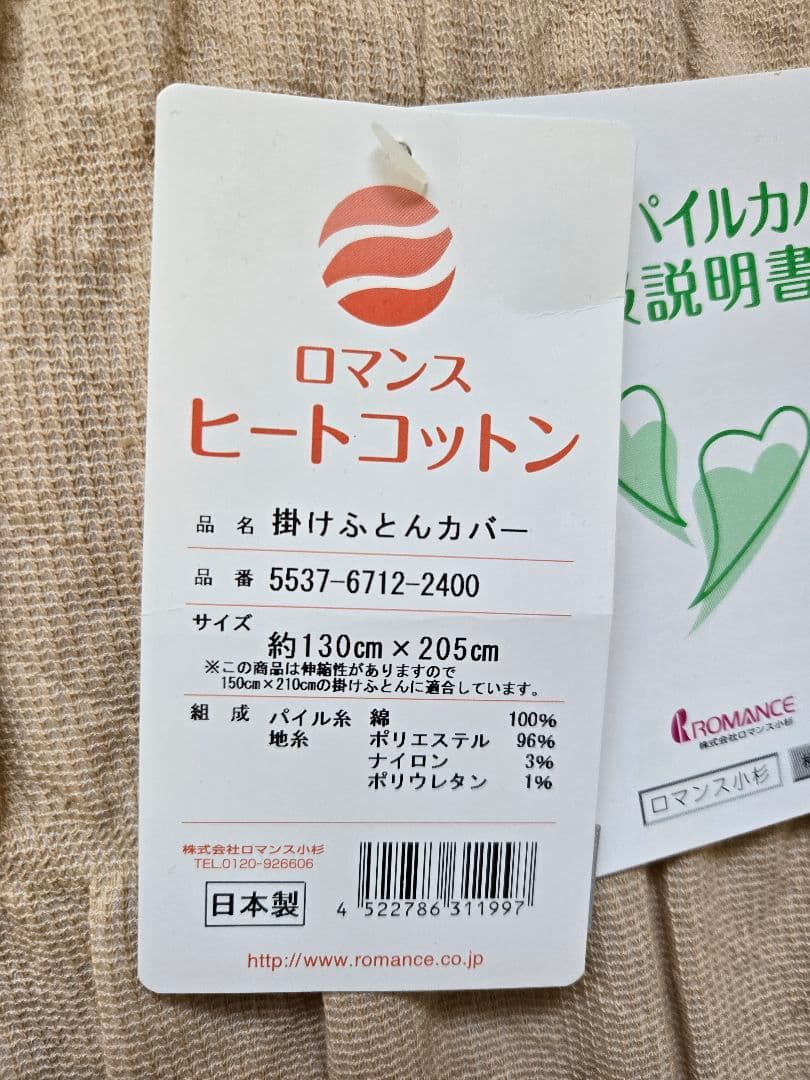 ロマンス
ヒートコットン
品 名 掛けふとんカバー
品 番 5537-6712-2400
サイズ
約130cm×205cm
※この商品は伸縮性がありますので
150cm×210cmの掛けふとんに適合しています。
組 成 パイル糸 綿 100%
地糸 ポリエステル 96%
ナイロン 3%
ポリウレタン 1%
株式会社ロマンス小杉
TEL.0120-926606
日本製
4 522786 311997
http://www.romance.co.jp
パイルカバ
説明書
ROMANCE
株式会社ロマンス小杉
ロマンス小杉